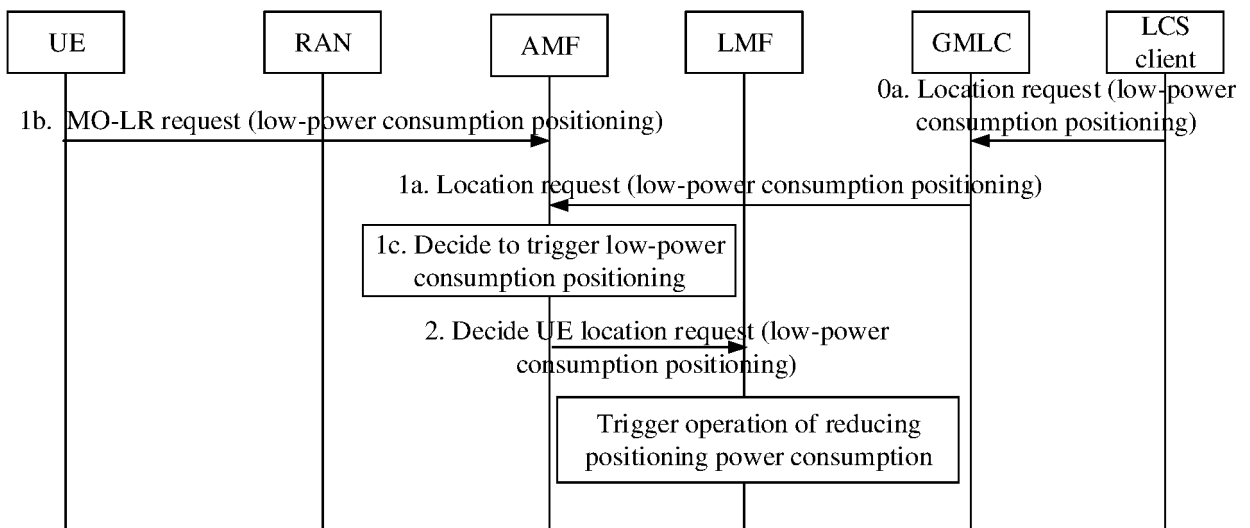 UE
RAN
AMF
LMF
GMLC
LCS
client
0a. Location request (low-power
consumption positioning)
1b. MO-LR request (low-power consumption positioning)
1a. Location request (low-power consumption positioning)
1c. Decide to trigger low-power
consumption positioning
2. Decide UE location request (low-power
consumption positioning)
Trigger operation of reducing
positioning power consumption